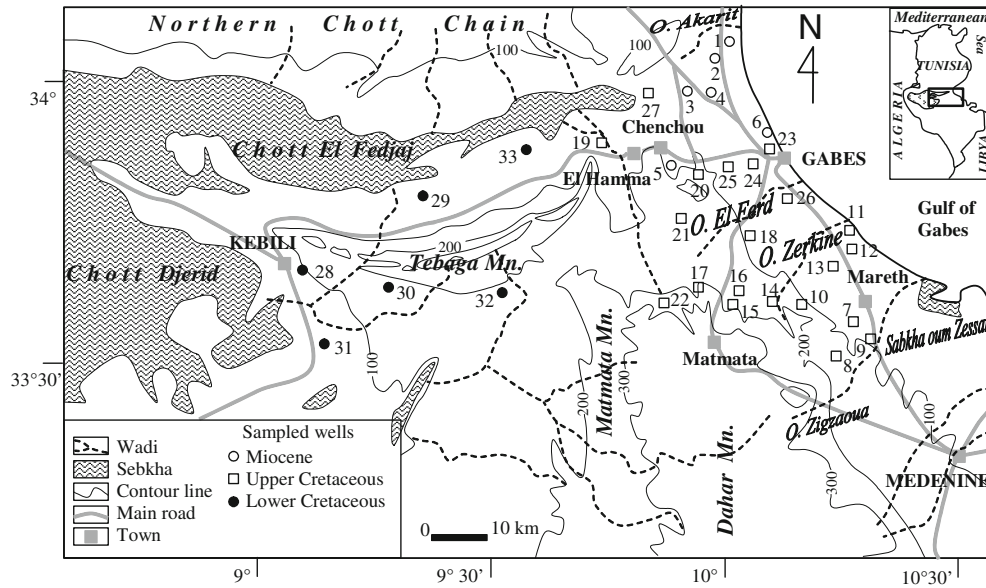 Northern Chott Chain
O. Akarit
N
Mediterranean
Sea
TUNISIA
ALGERIA
LIBYA
34°
33°30'
100
100
1
2
3
4
27
6
23
Chenchou
19
Chott El Fedjaj
33
El Hamma
5
20
25
24
GABES
29
26
21
O. El Ferd
11
Gulf of
Gabes
KEBILI
200
18
O. Zerkine
12
Chott Djerid
28
Tebaga Mn.
13
Mareth
30
32
17
16
14
10
22
15
7
31
100
Matmata
200
8
9
Sabkha oum Zessar
200
300
Matmata Mn.
O. Zigzaoua
100
Dahar Mn.
300
MEDENINE
Wadi
Sebkha
Contour line
Main road
Town
Sampled wells
Miocene
Upper Cretaceous
Lower Cretaceous
0 10 km
9° 9°30' 10° 10°30'